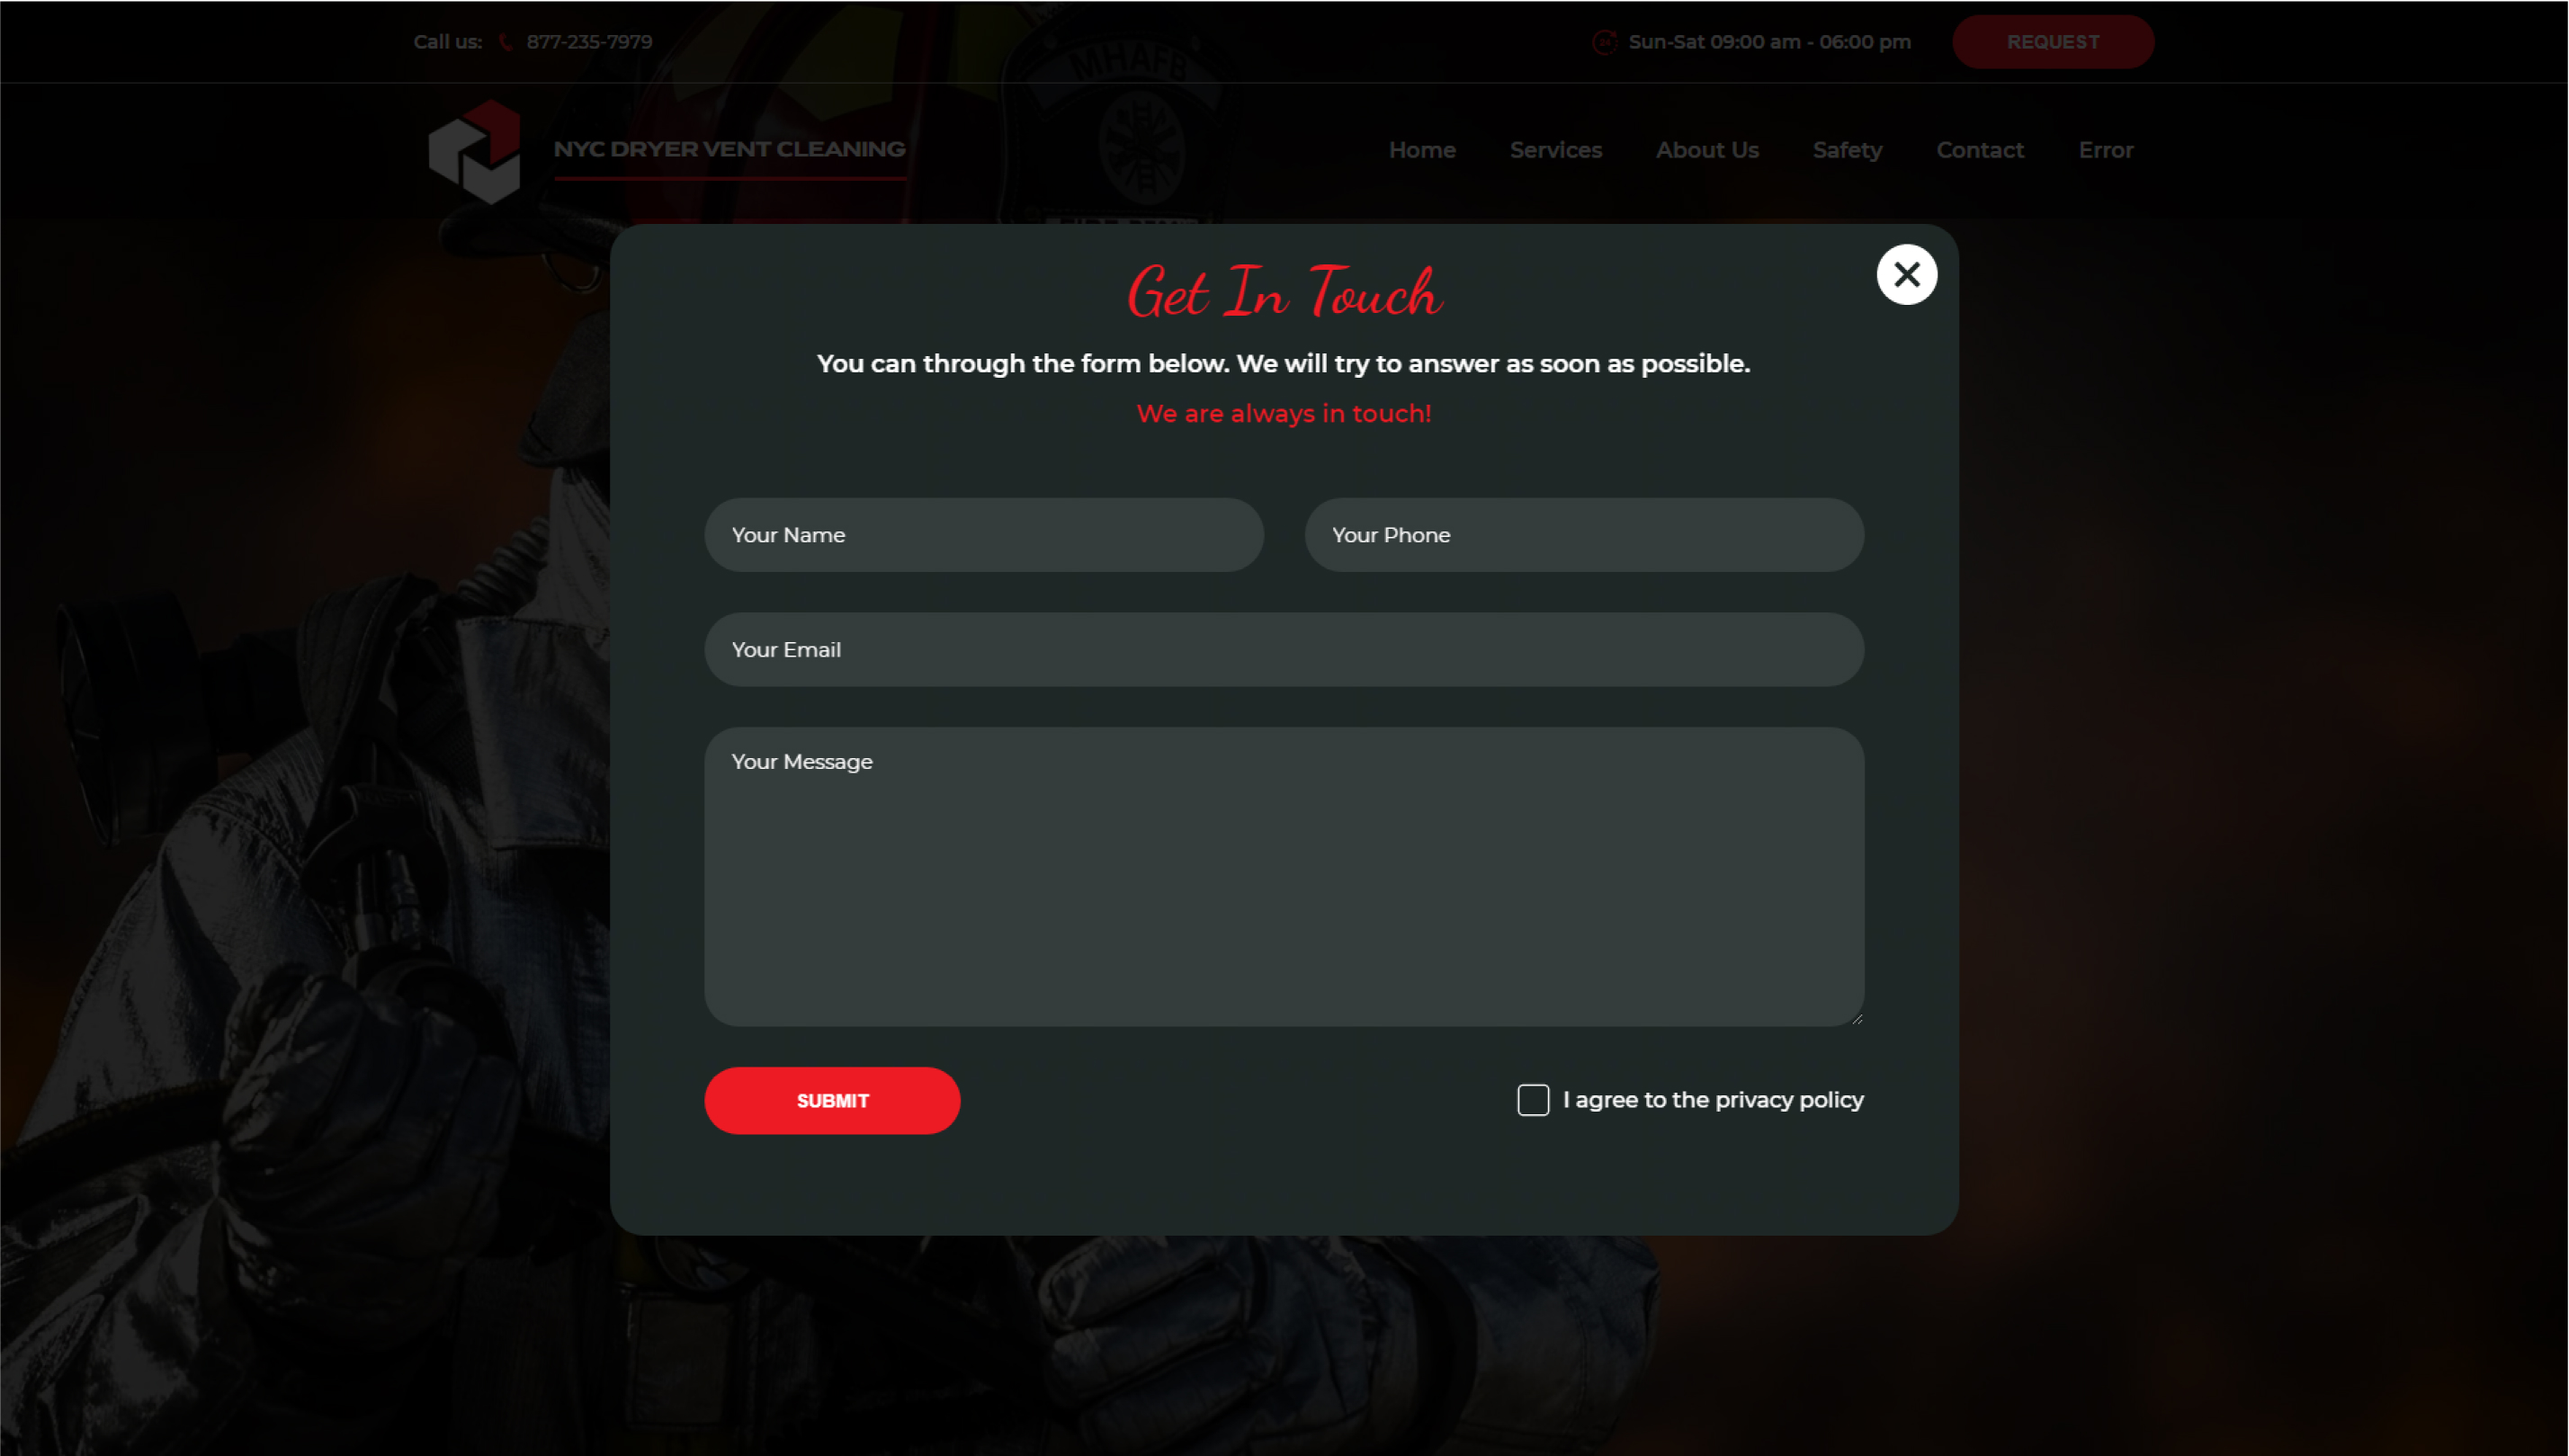 Call us: 877-235-7979
Sun-Sat 09:00 am - 06:00 pm
REQUEST
MHAFB
NYC DRYER VENT CLEANING
Home
Services
About Us
Safety
Contact
Error
Get In Touch
You can through the form below. We will try to answer as soon as possible.
We are always in touch!
Your Name
Your Phone
Your Email
Your Message
SUBMIT
I agree to the privacy policy